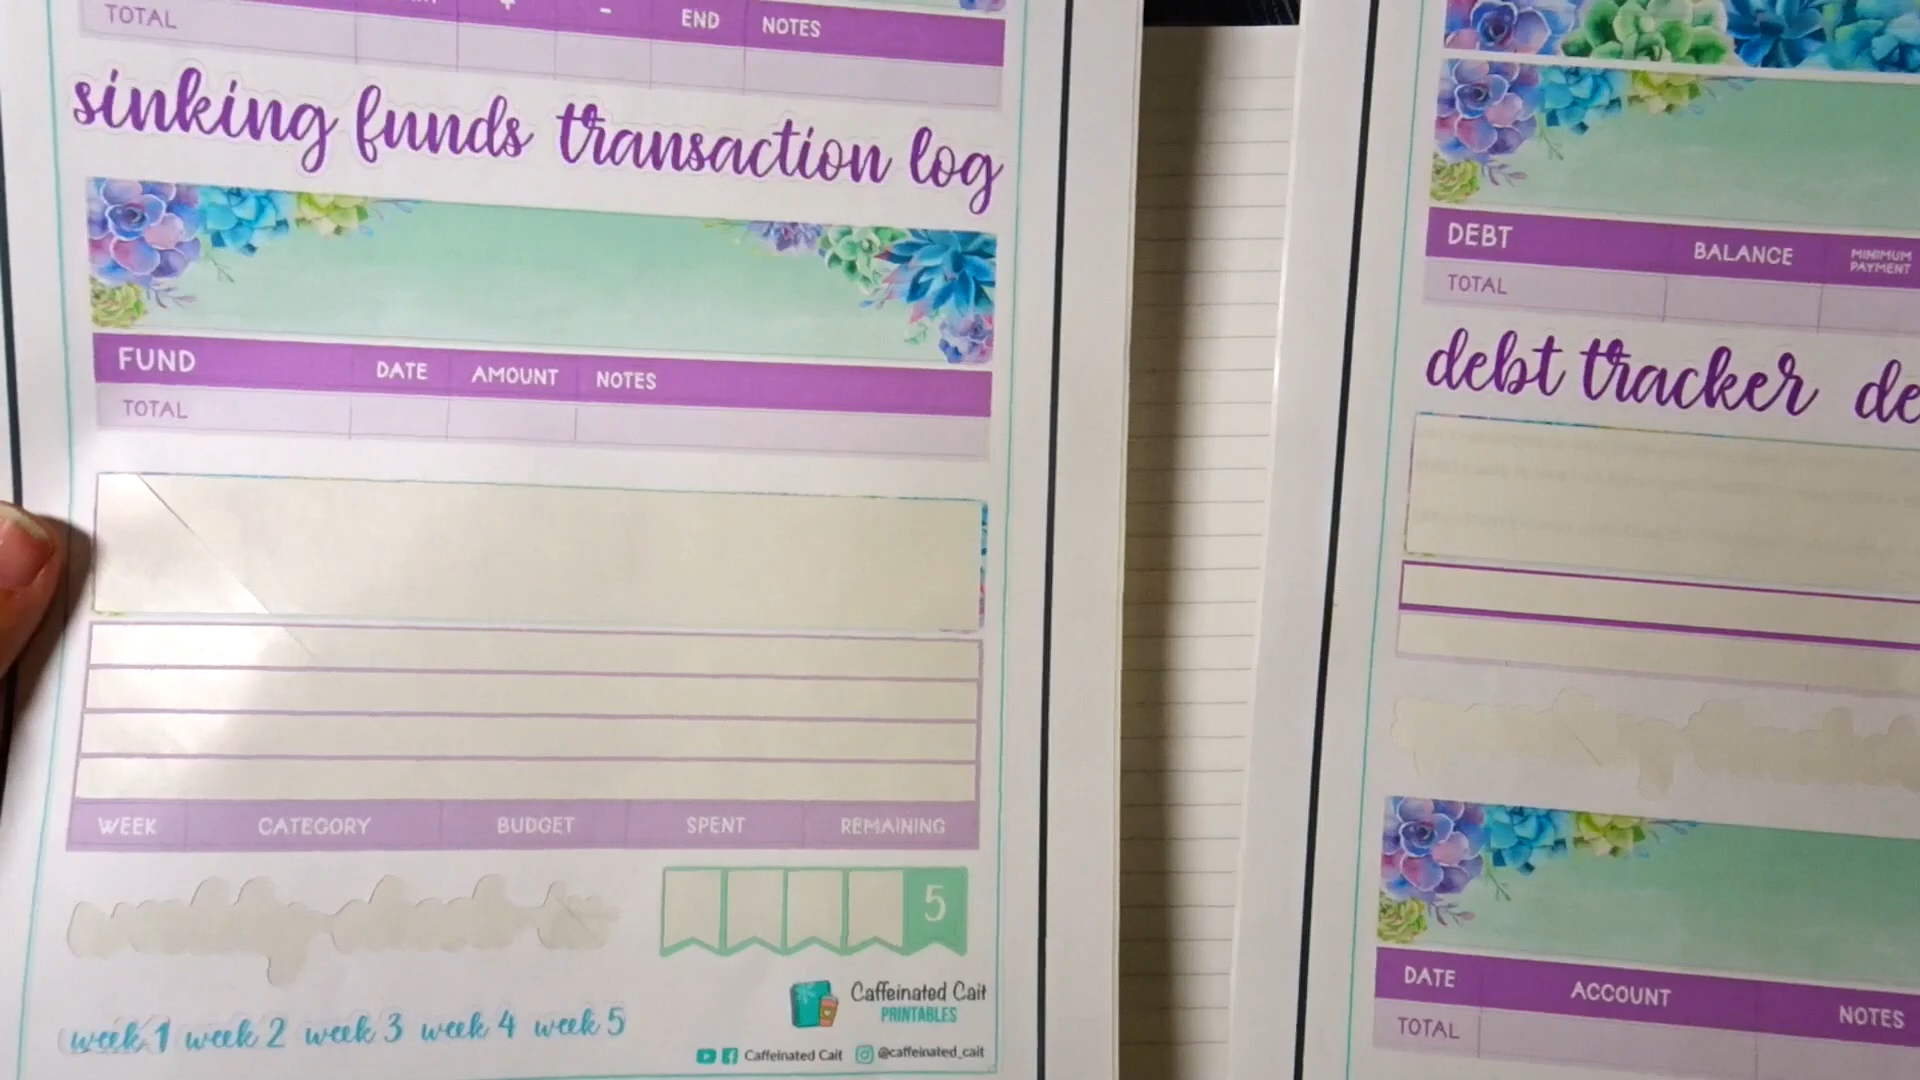 TOTAL
+ - END NOTES
sinking funds transaction log
FUND DATE AMOUNT NOTES
TOTAL
WEEK CATEGORY BUDGET SPENT REMAINING
5
week 1 week 2 week 3 week 4 week 5
Caffeinated Cait
PRINTABLES
Caffeinated Cait @caffeinated_cait
DEBT BALANCE MINIMUM
PAYMENT
TOTAL
debt tracker de
DATE ACCOUNT NOTES
TOTAL